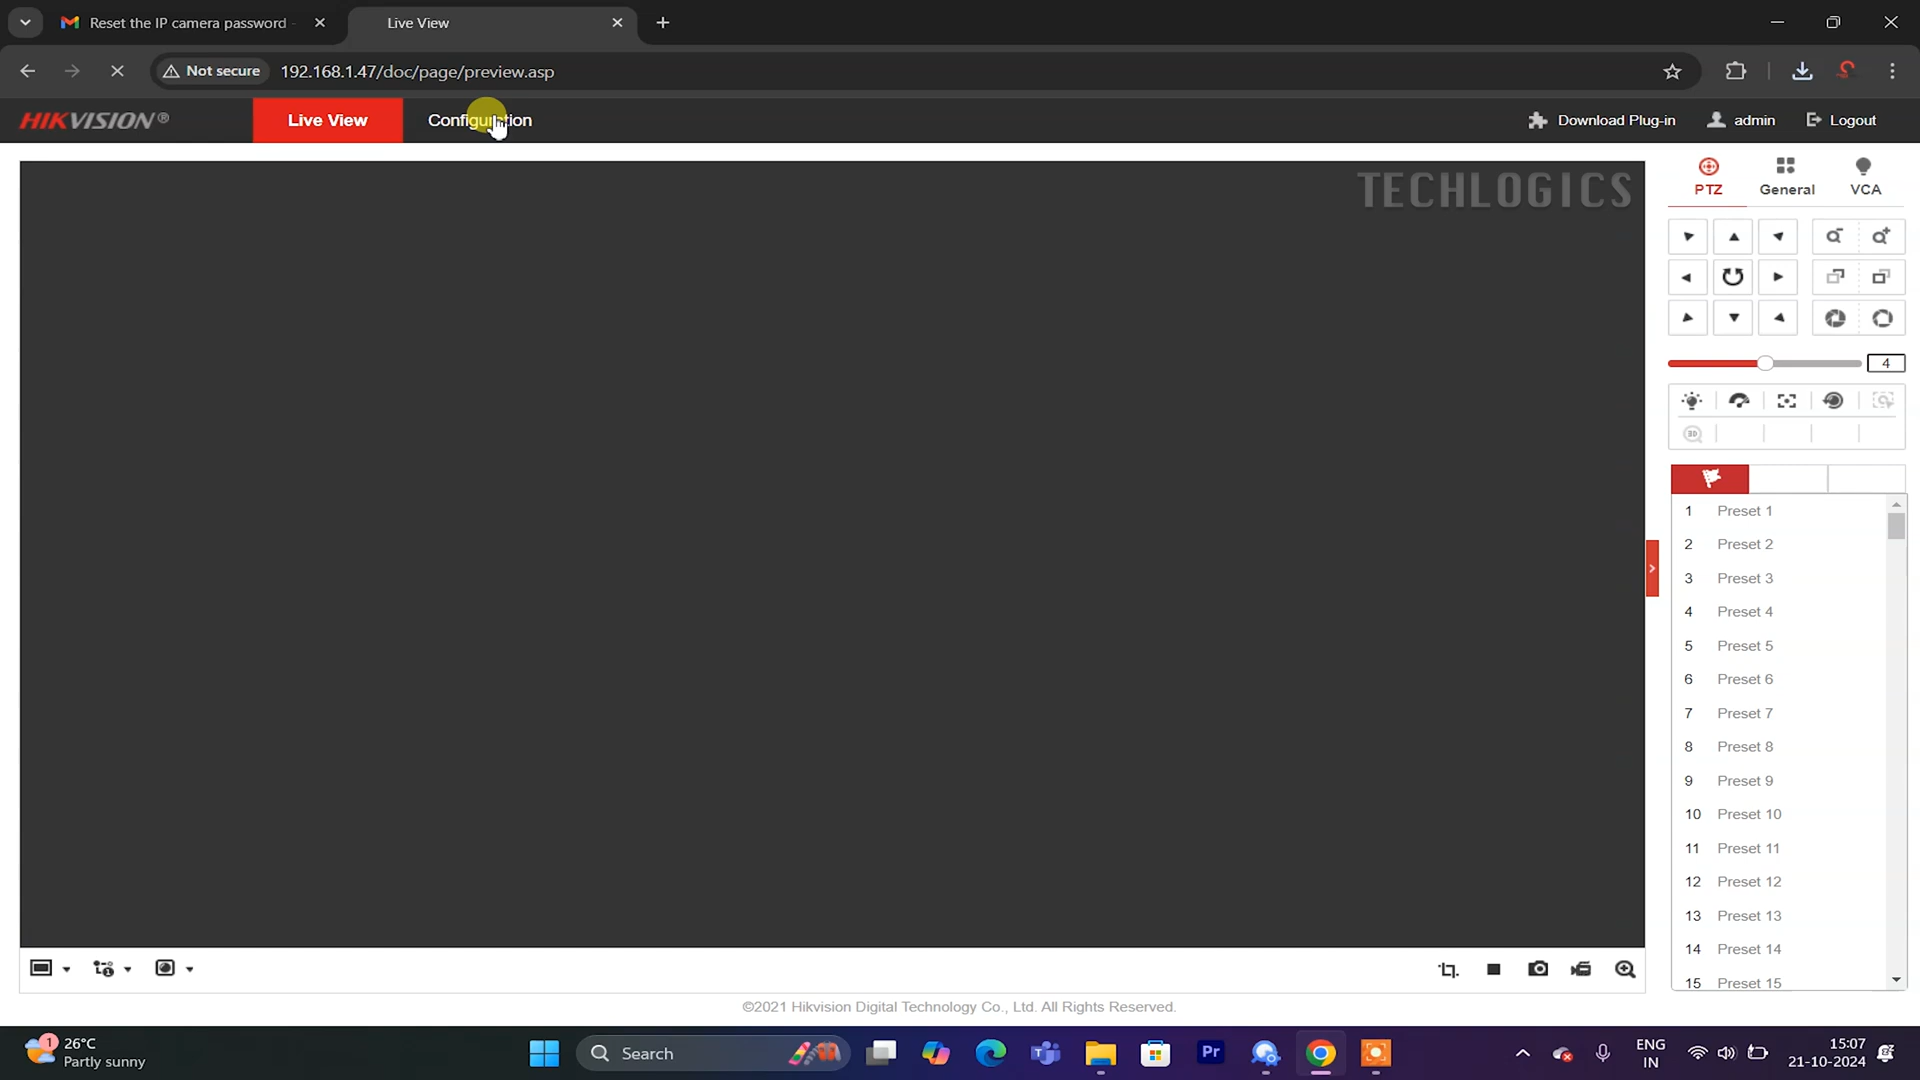 Reset the IP camera password -
Live View
Not secure
192.168.1.47/doc/page/preview.asp
HIKVISION®
Live View
Configuration
Download Plug-in
admin
Logout
TECHLOGICS
PTZ
General
VCA
4
3D
1 Preset 1
2 Preset 2
3 Preset 3
4 Preset 4
5 Preset 5
6 Preset 6
7 Preset 7
8 Preset 8
9 Preset 9
10 Preset 10
11 Preset 11
12 Preset 12
13 Preset 13
14 Preset 14
15 Preset 15
©2021 Hikvision Digital Technology Co., Ltd. All Rights Reserved.
1
26°C
Partly sunny
Search
Pr
ENG
IN
15:07
21-10-2024